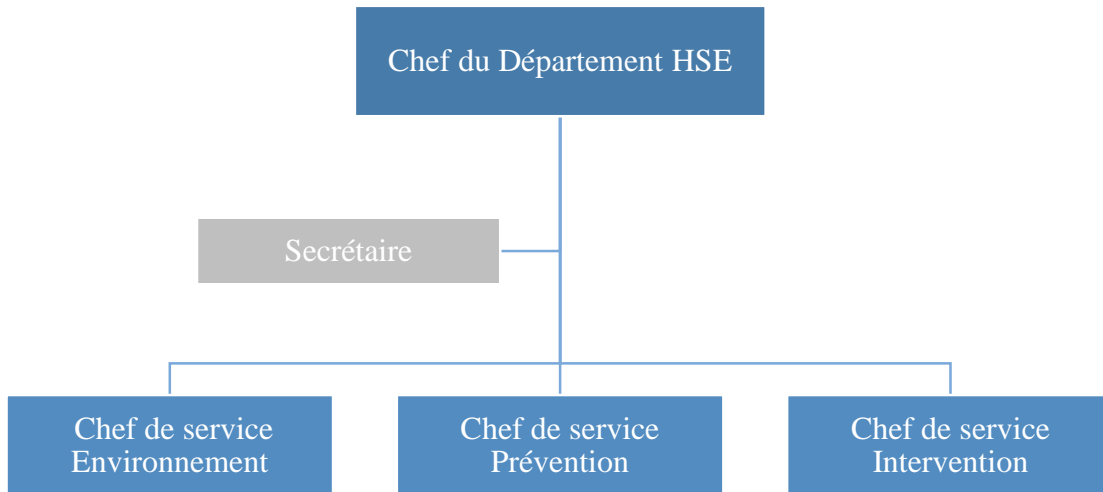 Chef du Département HSE
Secrétaire
Chef de service
Environnement
Chef de service
Prévention
Chef de service
Intervention